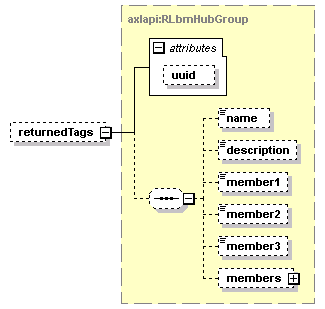 axlapi:RLbmHubGroup
attributes
uuid
returnedTags
name
description
member1
member2
member3
members